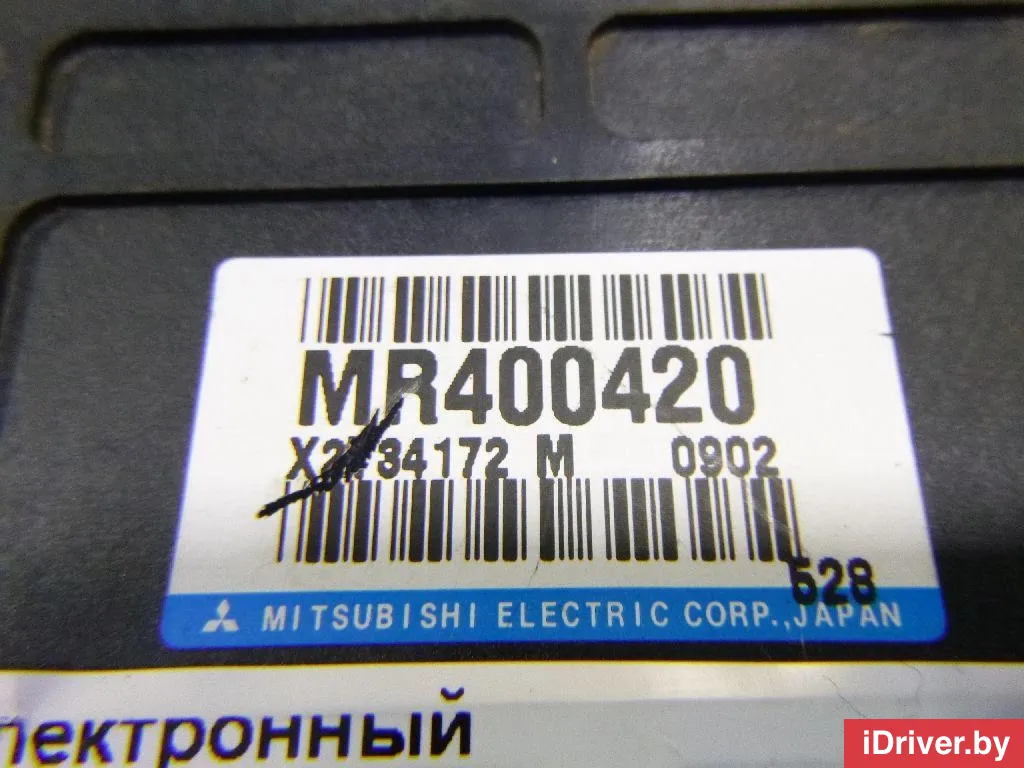 MR400420
34172 M 0902
528
MITSUBISHI ELECTRIC CORP., JAPAN
лектронный
iDriver.by